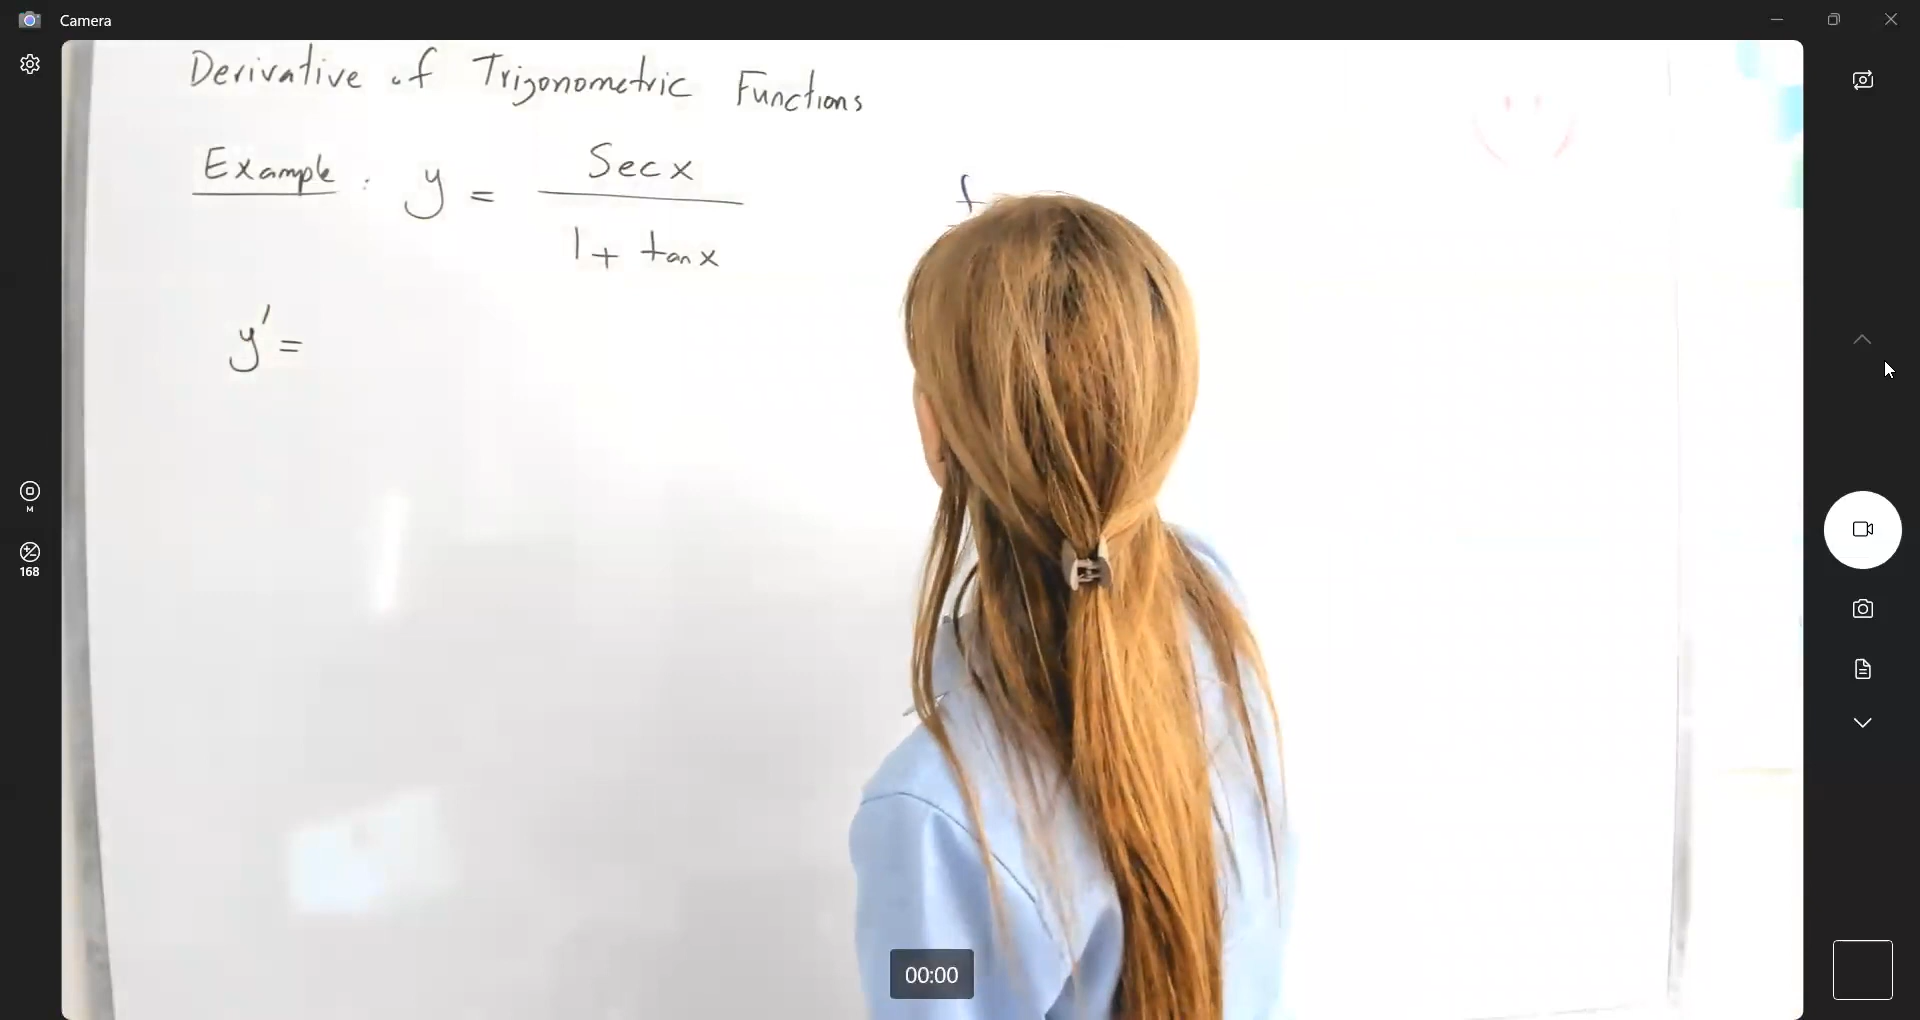 Camera
Derivative of Trigonometric Functions
Example : y = Sec x / 1 + tan x
f
y' =
M
168
00:00